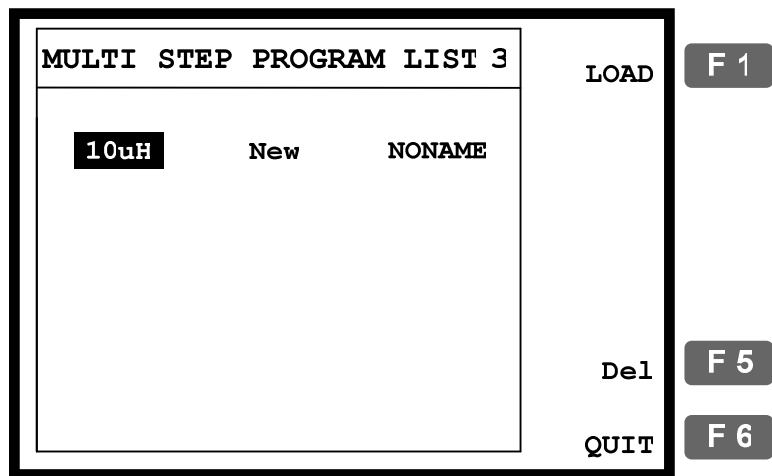 MULTI STEP PROGRAM LIST 3
LOAD F 1
10uH New NONAME
Del F 5
QUIT F 6